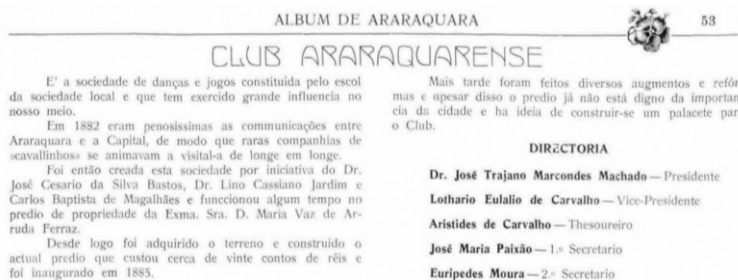 ALBUM DE ARARAQUARA
53
CLUB ARARAQUARENSE
E' a sociedade de danças e jogos constituida pelo escol
da sociedade local e que tem exercido grande influencia no
nosso meio.
Em 1882 eram penosissimas as communicações entre
Araraquara e a Capital, de modo que raras companhias de
«cavallinhos» se animavam a visital-a de longe em longe.
Foi então creada esta sociedade por iniciativa do Dr.
José Cesario da Silva Bastos, Dr. Lino Cassiano Jardim e
Carlos Baptista de Magalhães e funccionou algum tempo no
predio de propriedade da Exma. Sra. D. Maria Vaz de Ar-
ruda Ferraz.
Desde logo foi adquirido o terreno e construido o
actual predio que custou cerca de vinte contos de réis e
foi inaugurado em 1885.
Mais tarde foram feitos diversos augmentos e refór
mas e apesar disso o predio já não está digno da importan
cia da cidade e ha ideia de construir-se um palacete par
o Club.
DIRECTORIA
Dr. José Trajano Marcondes Machado — Presidente
Lothario Eulalio de Carvalho — Vice-Presidente
Aristides de Carvalho — Thesoureiro
José Maria Paixão — 1.º Secretario
Euripedes Moura — 2.º Secretario